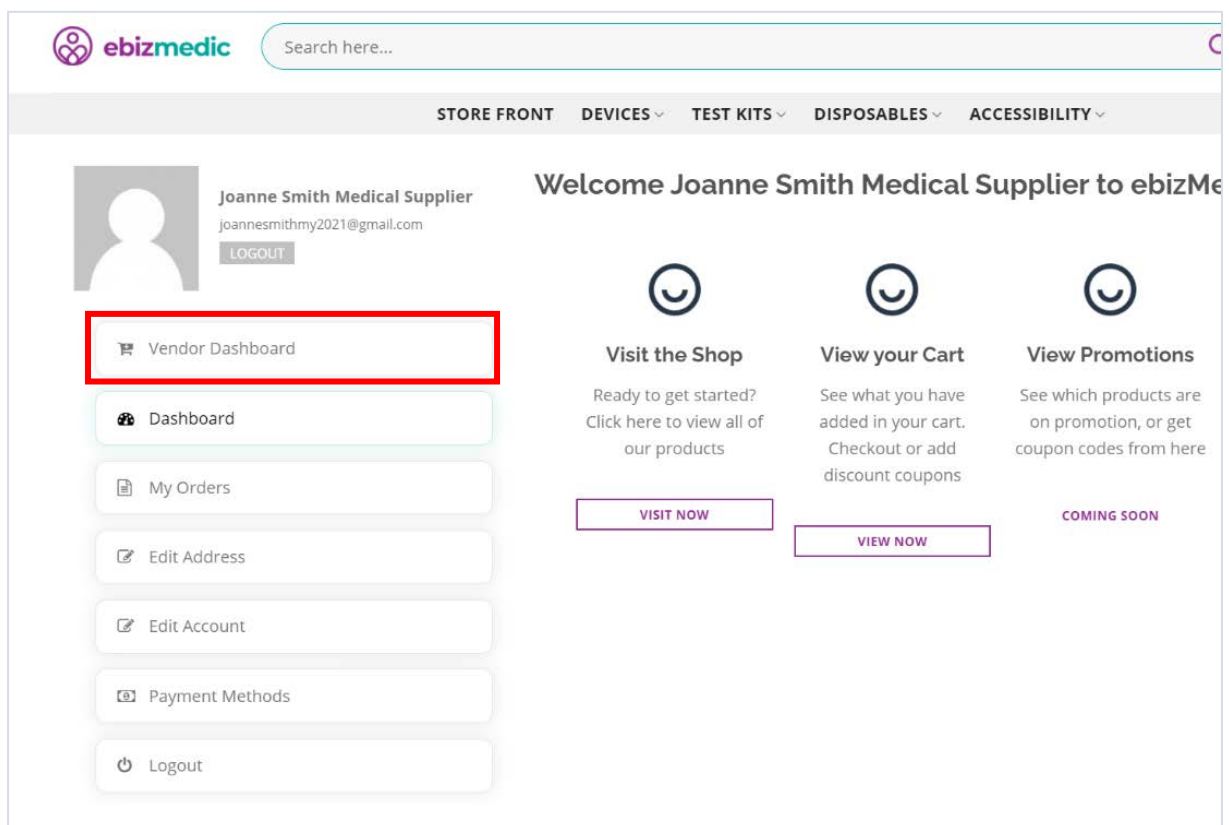 ebizmedic
Search here...
STORE FRONT DEVICES TEST KITS DISPOSABLES ACCESSIBILITY
Joanne Smith Medical Supplier
joannesmithmy2021@gmail.com
LOGOUT
Vendor Dashboard
Dashboard
My Orders
Edit Address
Edit Account
Payment Methods
Logout
Welcome Joanne Smith Medical Supplier to ebizMe
Visit the Shop
Ready to get started?
Click here to view all of
our products
VISIT NOW
View your Cart
See what you have
added in your cart.
Checkout or add
discount coupons
VIEW NOW
View Promotions
See which products are
on promotion, or get
coupon codes from here
COMING SOON